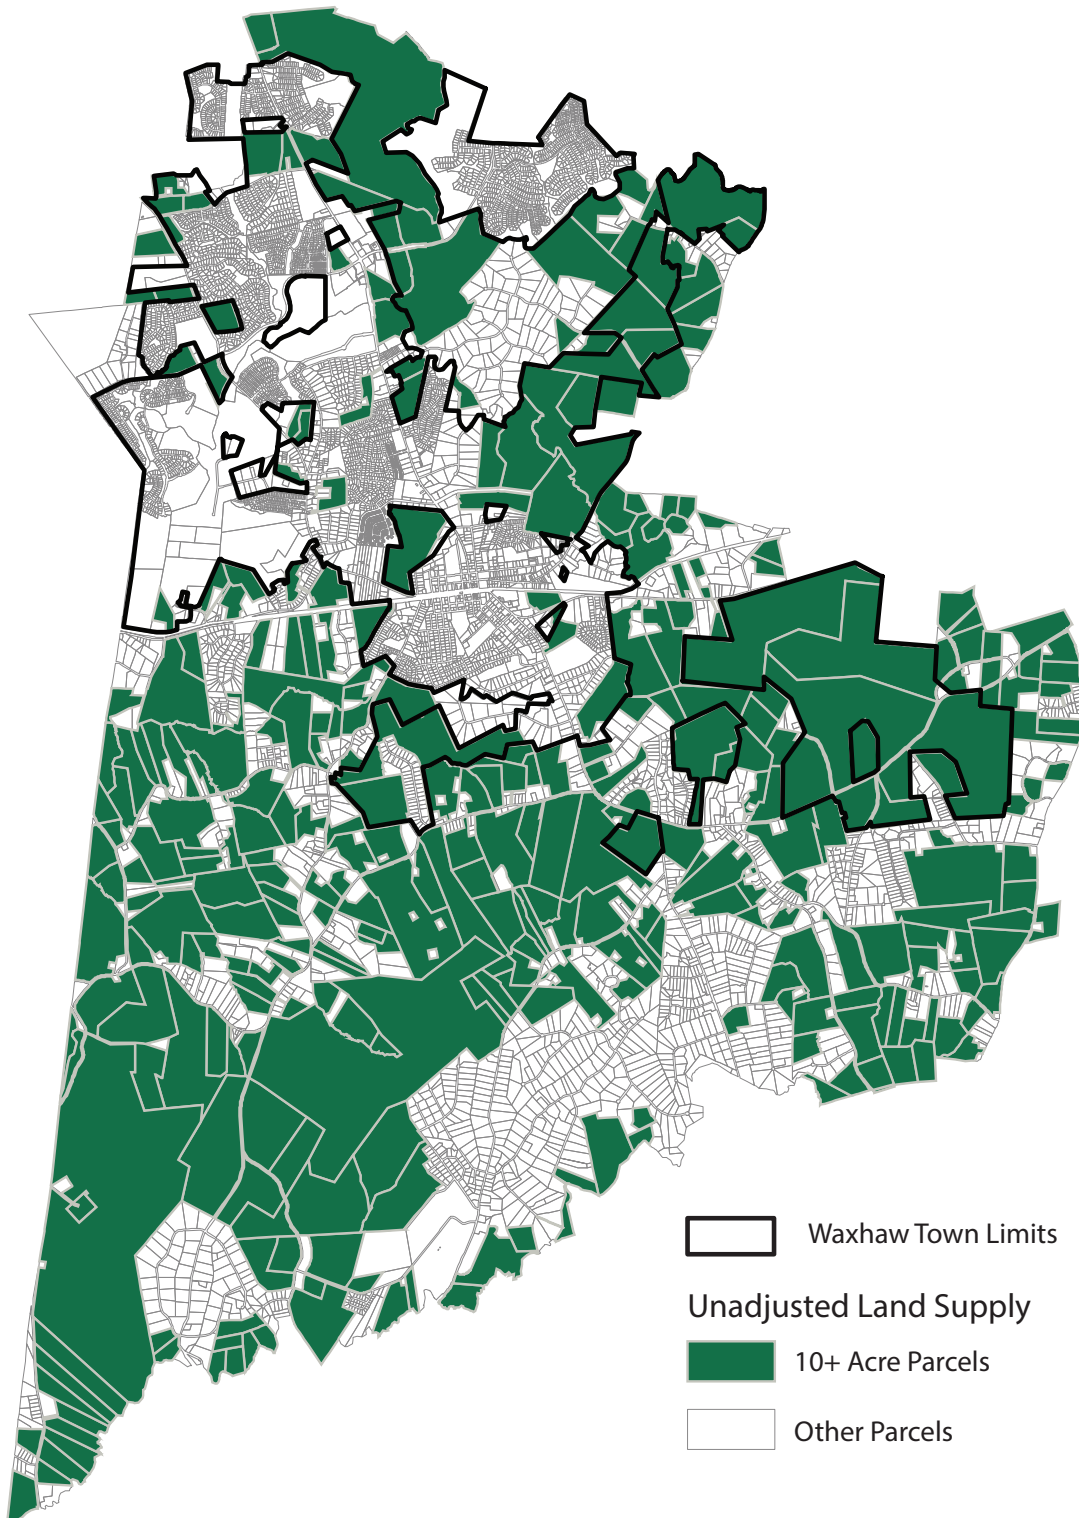 Waxhaw Town Limits
Unadjusted Land Supply
10+ Acre Parcels
Other Parcels